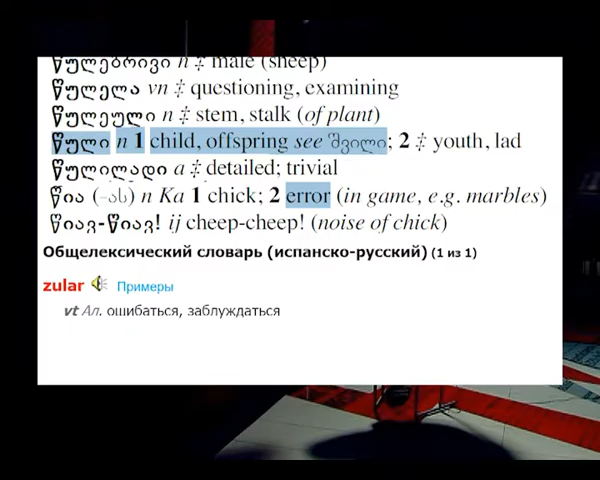 წულებრივი n ‡ male (sheep)
წულელა vn ‡ questioning, examining
წულეული n ‡ stem, stalk (of plant)
წული n 1 child, offspring see შვილი; 2 ‡ youth, lad
წულილადი a ‡ detailed; trivial
წია (-ას) n Ka 1 chick; 2 error (in game, e.g. marbles)
წიავ-წიავ! ij cheep-cheep! (noise of chick)
Общелексический словарь (испанско-русский) (1 из 1)
zular Примеры
vt Ал. ошибаться, заблуждаться